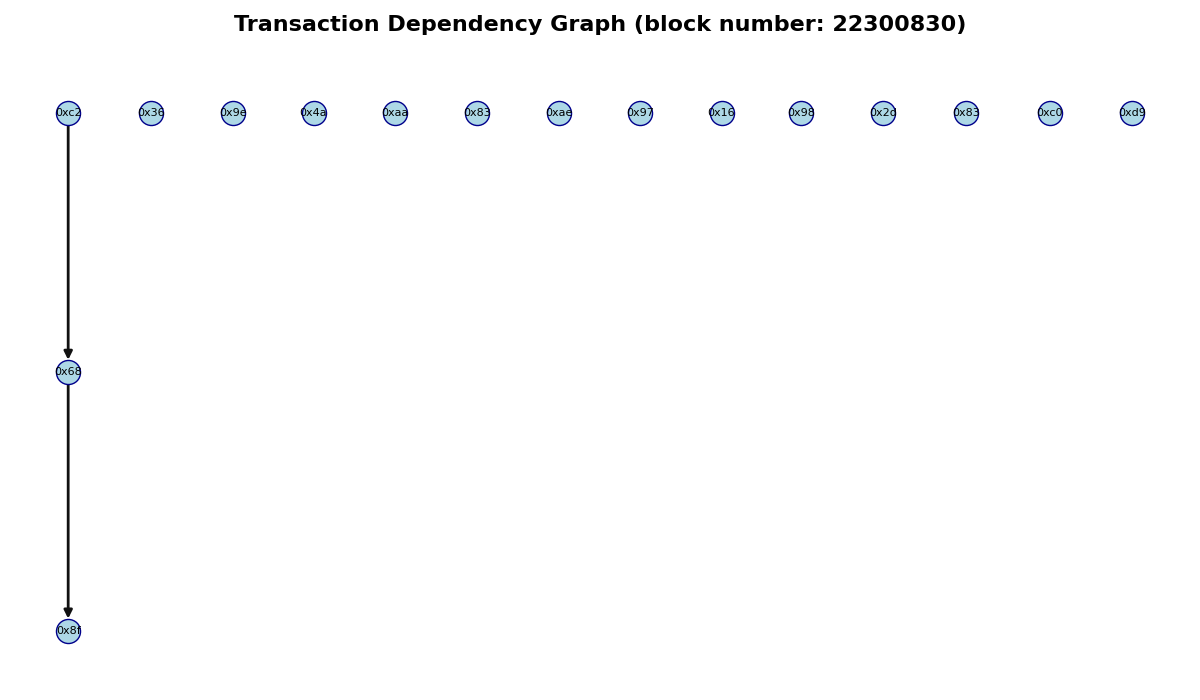 Transaction Dependency Graph (block number: 22300830)
0xc2 0x36 0x9e 0x4a 0xaa 0x83 0xae 0x97 0x16 0x98 0x2d 0x83 0xc0 0xd9
0x68
0x8f